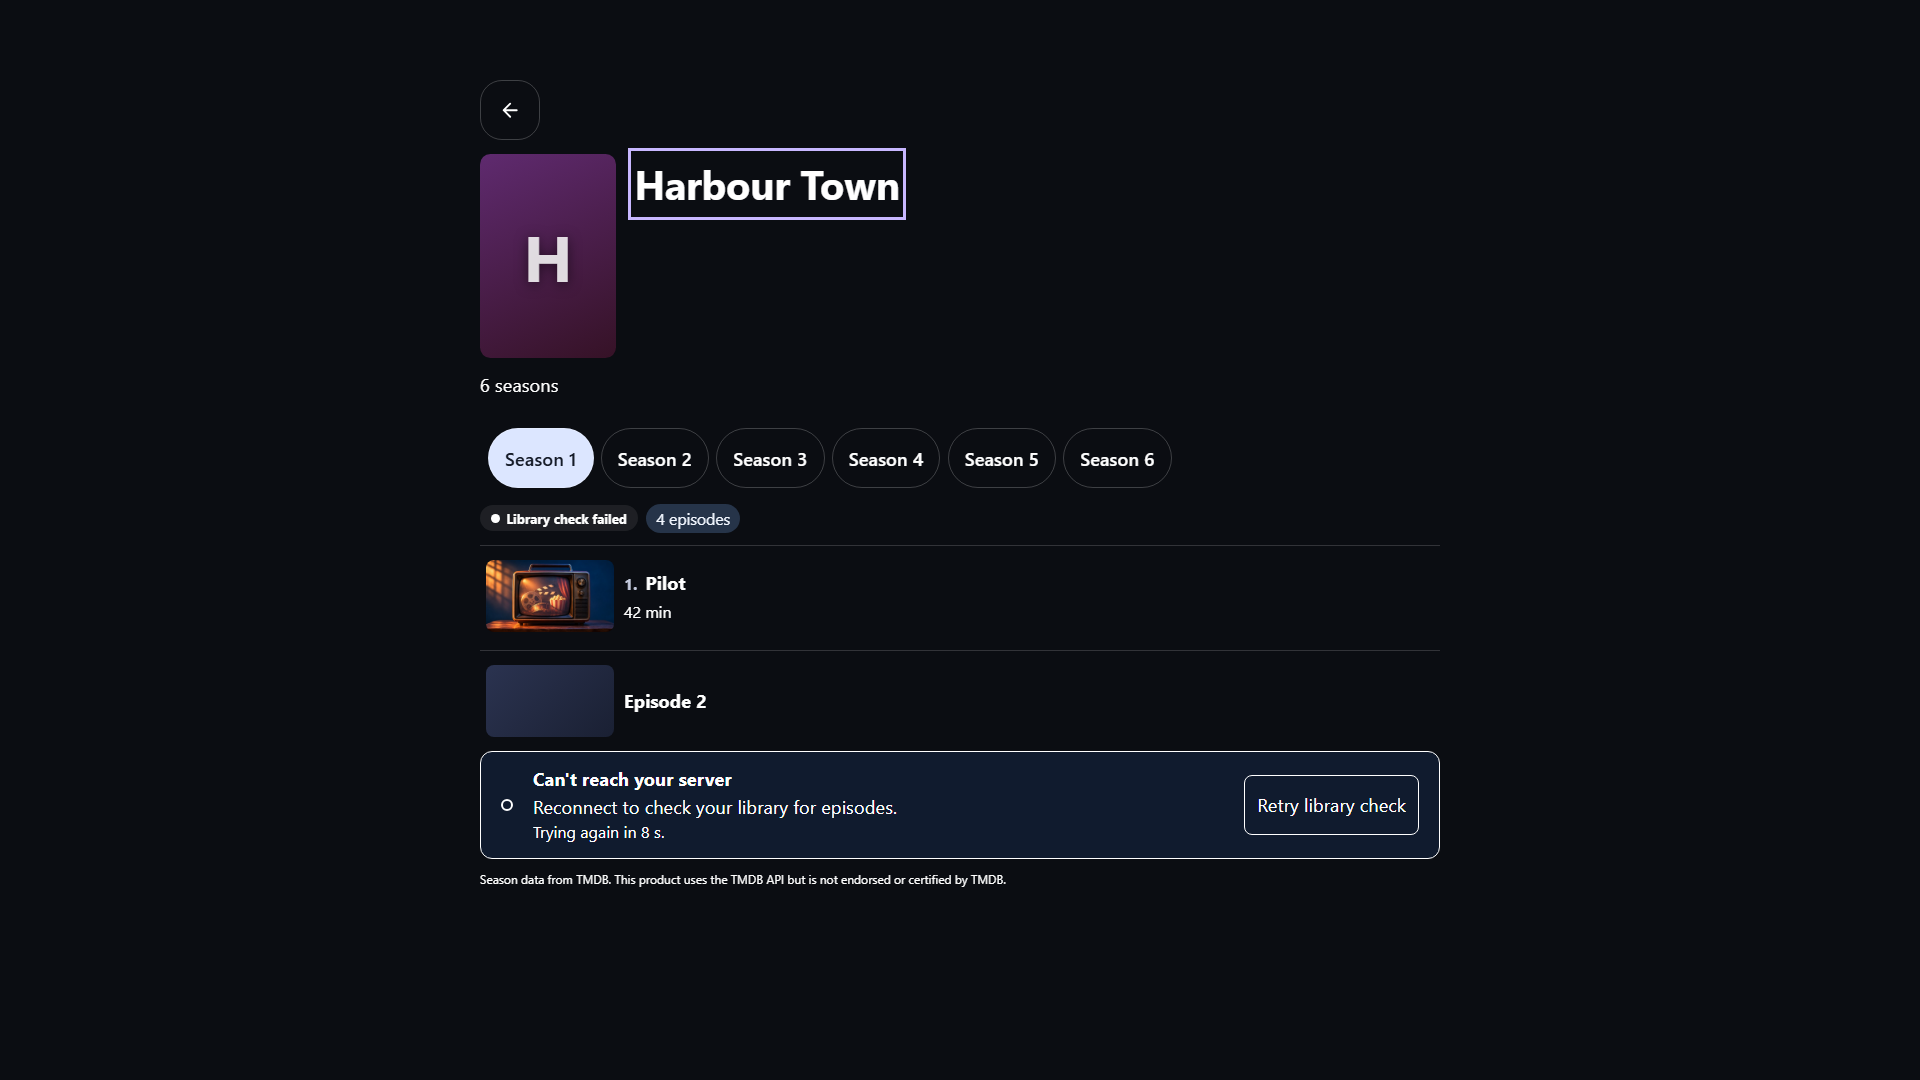 Harbour Town
H
6 seasons
Season 1 Season 2 Season 3 Season 4 Season 5 Season 6
Library check failed 4 episodes
1. Pilot
42 min
Episode 2
Can't reach your server
Reconnect to check your library for episodes.
Trying again in 8 s.
Retry library check
Season data from TMDB. This product uses the TMDB API but is not endorsed or certified by TMDB.